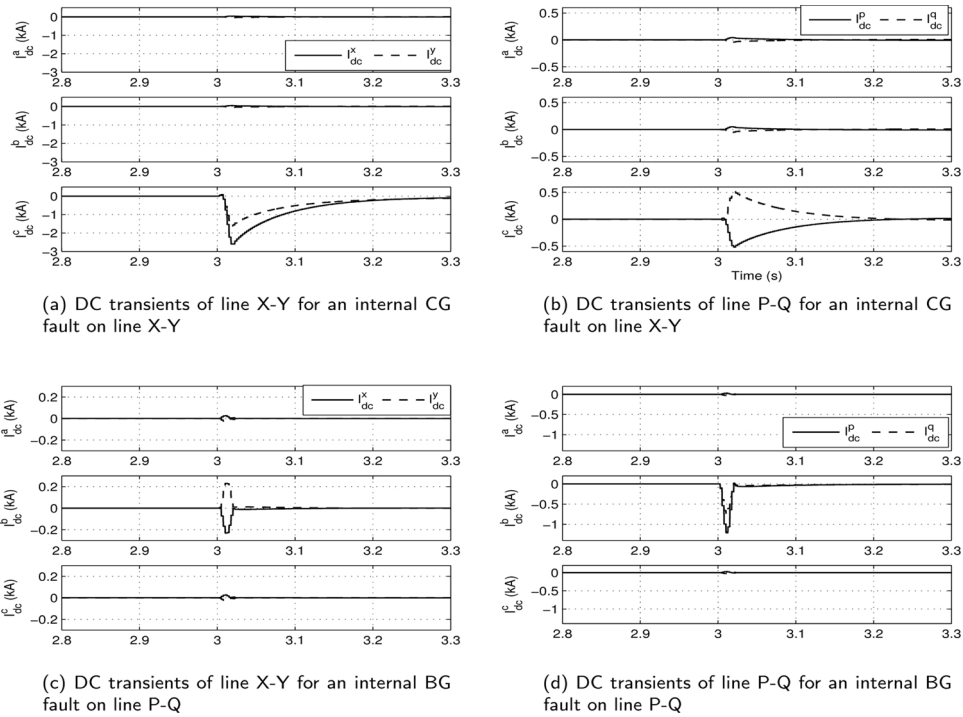 0
−1
−2
−3
I^a_dc (kA)
I^x_dc I^y_dc
2.8 2.9 3 3.1 3.2 3.3
0
−1
−2
−3
I^b_dc (kA)
2.8 2.9 3 3.1 3.2 3.3
0
−1
−2
−3
I^c_dc (kA)
2.8 2.9 3 3.1 3.2 3.3
(a) DC transients of line X-Y for an internal CG
fault on line X-Y
0.5
0
−0.5
I^a_dc (kA)
I^p_dc I^q_dc
2.8 2.9 3 3.1 3.2 3.3
0.5
0
−0.5
I^b_dc (kA)
2.8 2.9 3 3.1 3.2 3.3
0.5
0
−0.5
I^c_dc (kA)
2.8 2.9 3 3.1 3.2 3.3
Time (s)
(b) DC transients of line P-Q for an internal CG
fault on line X-Y
0.2
0
−0.2
I^a_dc (kA)
I^x_dc I^y_dc
2.8 2.9 3 3.1 3.2 3.3
0.2
0
−0.2
I^b_dc (kA)
2.8 2.9 3 3.1 3.2 3.3
0.2
0
−0.2
I^c_dc (kA)
2.8 2.9 3 3.1 3.2 3.3
(c) DC transients of line X-Y for an internal BG
fault on line P-Q
0
−0.5
−1
I^a_dc (kA)
I^p_dc I^q_dc
2.8 2.9 3 3.1 3.2 3.3
0
−0.5
−1
I^b_dc (kA)
2.8 2.9 3 3.1 3.2 3.3
0
−0.5
−1
I^c_dc (kA)
2.8 2.9 3 3.1 3.2 3.3
(d) DC transients of line P-Q for an internal BG
fault on line P-Q